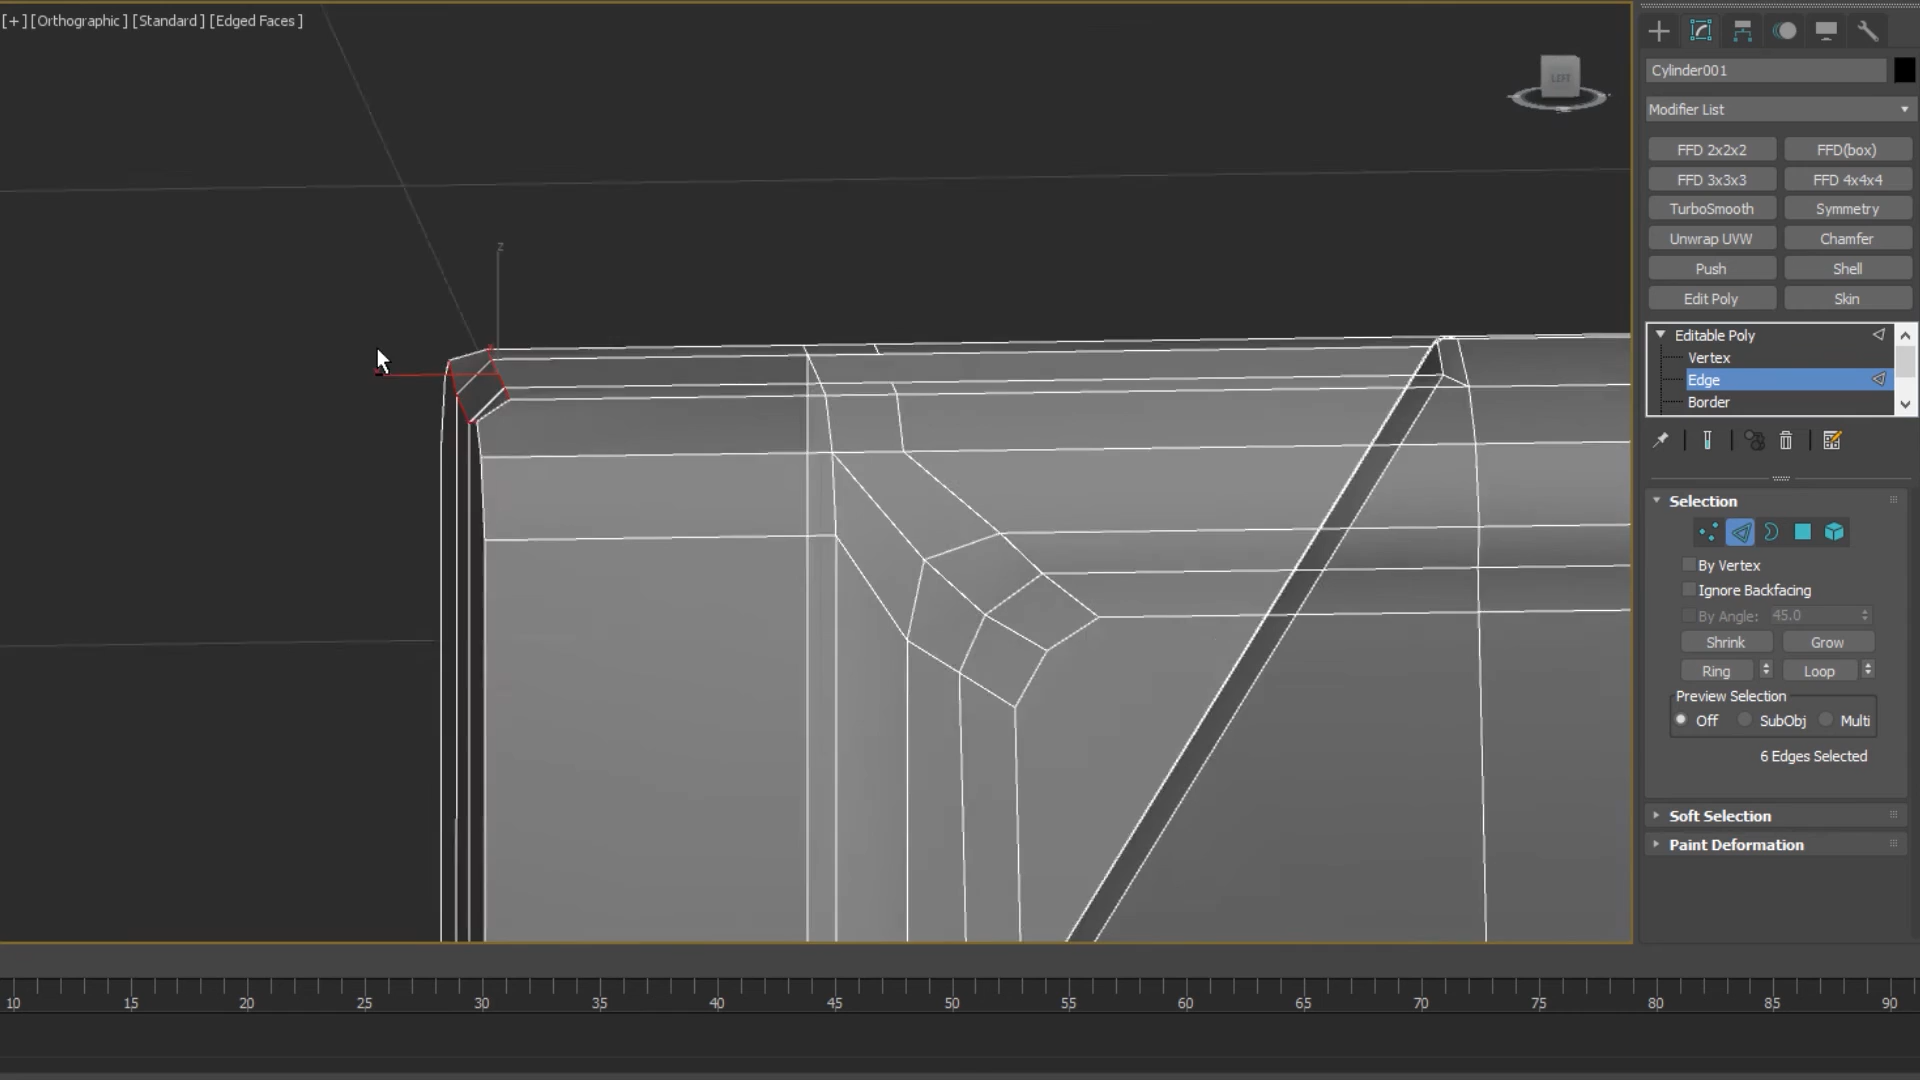 [+] [Orthographic] [Standard] [Edged Faces]
z
Cylinder001
Modifier List
FFD 2x2x2
FFD(box)
FFD 3x3x3
FFD 4x4x4
TurboSmooth
Symmetry
Unwrap UVW
Chamfer
Push
Shell
Edit Poly
Skin
Editable Poly
Vertex
Edge
Border
Selection
By Vertex
Ignore Backfacing
By Angle: 45.0
Shrink
Grow
Ring
Loop
Preview Selection
Off
SubObj
Multi
6 Edges Selected
Soft Selection
Paint Deformation
10 15 20 25 30 35 40 45 50 55 60 65 70 75 80 85 90